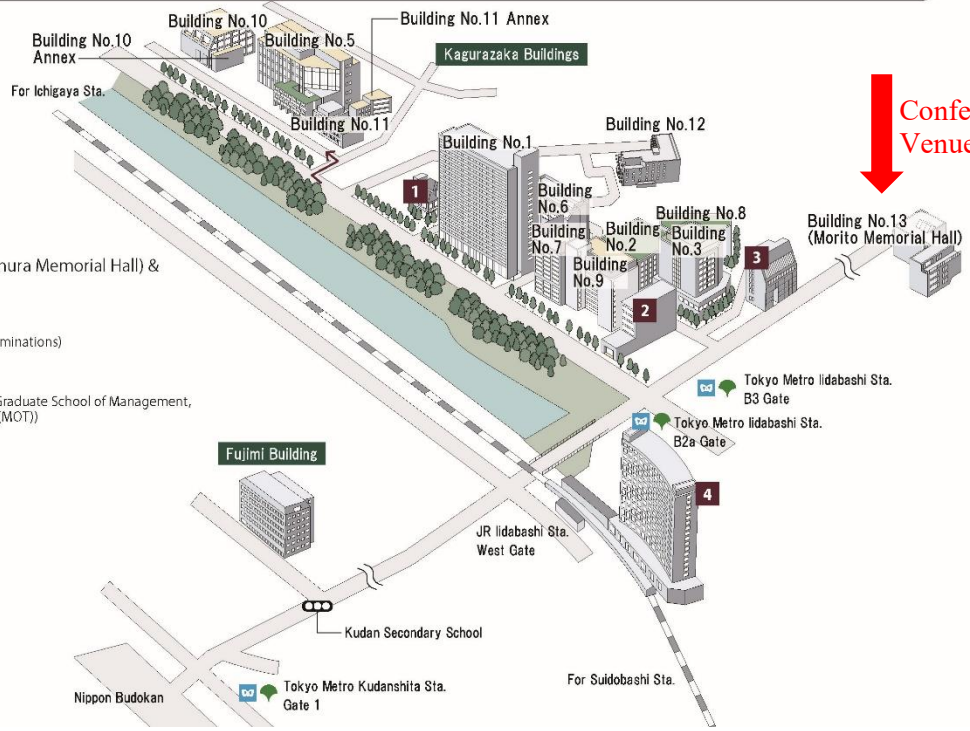 Building No.10
Building No.11 Annex
Building No.10
Annex
Building No.5
Kagurazaka Buildings
For Ichigaya Sta.
Building No.11
Building No.1
Building No.12
Venue
1
Building
No.6
Building No.8
Building No.13
(Morito Memorial Hall)
Building
No.7
Building
No.2
Building
No.3
3
Building
No.9
2
Memorial Hall) &
Graduate School of Management,
(MOT))
Tokyo Metro Iidabashi Sta.
B3 Gate
Tokyo Metro Iidabashi Sta.
B2a Gate
Fujimi Building
4
JR Iidabashi Sta.
West Gate
Kudan Secondary School
For Suidobashi Sta.
Nippon Budokan
Tokyo Metro Kudanshita Sta.
Gate 1